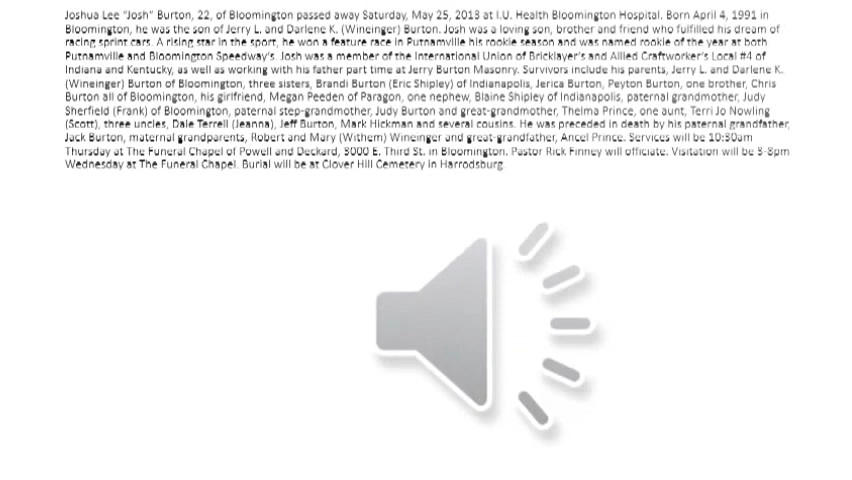 Joshua Lee "Josh" Burton, 22, of Bloomington passed away Saturday, May 25, 2013 at I.U. Health Bloomington Hospital. Born April 4, 1991 in
Bloomington, he was the son of Jerry L. and Darlene K. (Wineinger) Burton. Josh was a loving son, brother and friend who fulfilled his dream of
racing sprint cars. A rising star in the sport, he won a feature race in Putnamville his rookie season and was named rookie of the year at both
Putnamville and Bloomington Speedway's. Josh was a member of the International Union of Bricklayer's and Allied Craftworker's Local #4 of
Indiana and Kentucky, as well as working with his father part time at Jerry Burton Masonry. Survivors include his parents, Jerry L. and Darlene K.
(Wineinger) Burton of Bloomington, three sisters, Brandi Burton (Eric Shipley) of Indianapolis, Jerica Burton, Peyton Burton, one brother, Chris
Burton all of Bloomington, his girlfriend, Megan Peeden of Paragon, one nephew, Blaine Shipley of Indianapolis, paternal grandmother, Judy
Sherfield (Frank) of Bloomington, paternal step-grandmother, Judy Burton and great-grandmother, Thelma Prince, one aunt, Terri Jo Nowling
(Scott), three uncles, Dale Terrell (Jeanna), Jeff Burton, Mark Hickman and several cousins. He was preceded in death by his paternal grandfather,
Jack Burton, maternal grandparents, Robert and Mary (Withem) Wineinger and great-grandfather, Ancel Prince. Services will be 10:30am
Thursday at The Funeral Chapel of Powell and Deckard, 3000 E. Third St. in Bloomington. Pastor Rick Finney will officiate. Visitation will be 3-8pm
Wednesday at The Funeral Chapel. Burial will be at Clover Hill Cemetery in Harrodsburg.